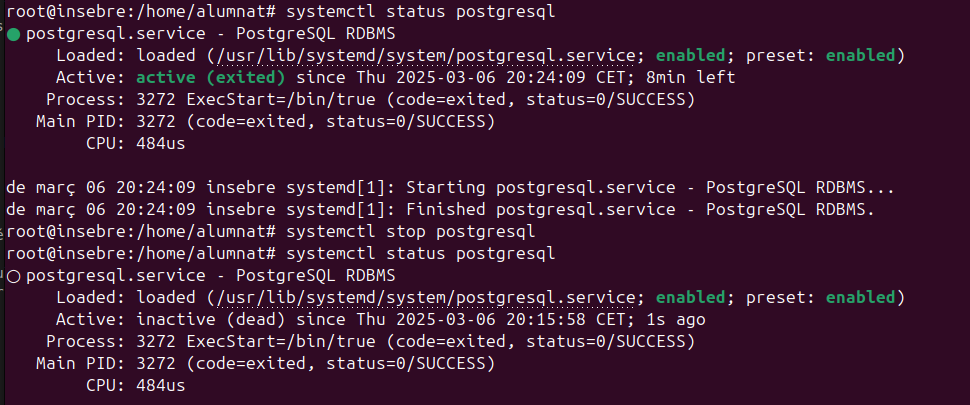 root@insebre:/home/alumnat# systemctl status postgresql
● postgresql.service - PostgreSQL RDBMS
Loaded: loaded (/usr/lib/systemd/system/postgresql.service; enabled; preset: enabled)
Active: active (exited) since Thu 2025-03-06 20:24:09 CET; 8min left
Process: 3272 ExecStart=/bin/true (code=exited, status=0/SUCCESS)
Main PID: 3272 (code=exited, status=0/SUCCESS)
CPU: 484us
de març 06 20:24:09 insebre systemd[1]: Starting postgresql.service - PostgreSQL RDBMS...
de març 06 20:24:09 insebre systemd[1]: Finished postgresql.service - PostgreSQL RDBMS.
root@insebre:/home/alumnat# systemctl stop postgresql
root@insebre:/home/alumnat# systemctl status postgresql
○ postgresql.service - PostgreSQL RDBMS
Loaded: loaded (/usr/lib/systemd/system/postgresql.service; enabled; preset: enabled)
Active: inactive (dead) since Thu 2025-03-06 20:15:58 CET; 1s ago
Process: 3272 ExecStart=/bin/true (code=exited, status=0/SUCCESS)
Main PID: 3272 (code=exited, status=0/SUCCESS)
CPU: 484us